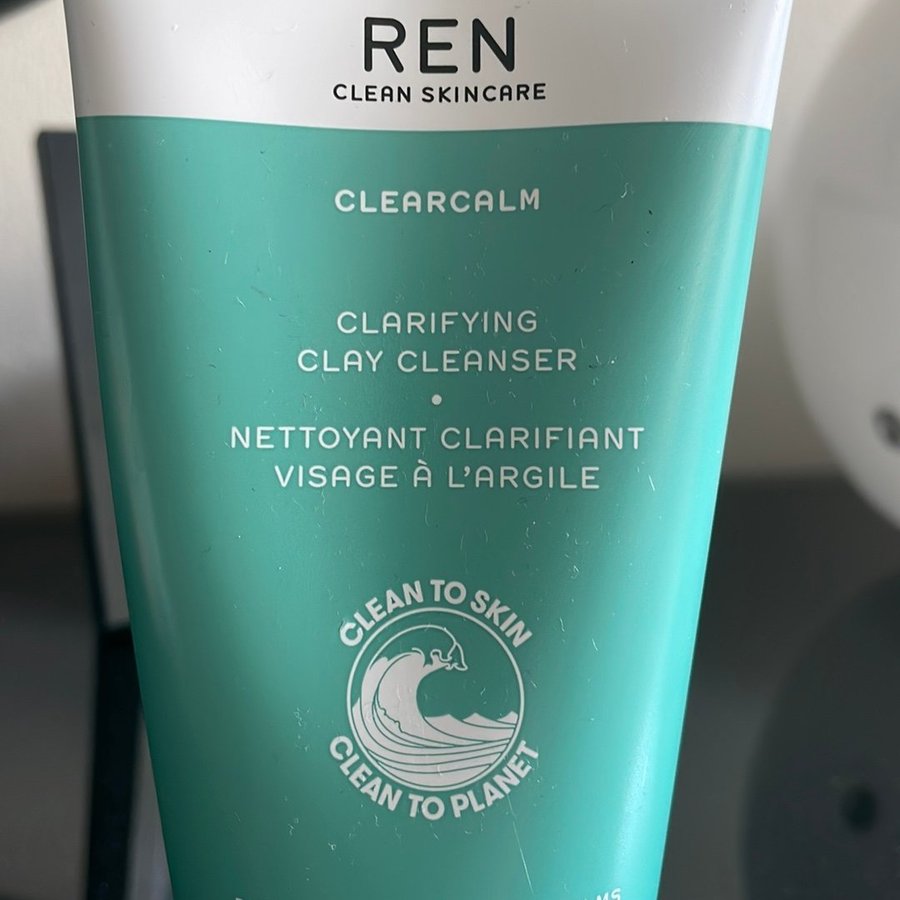 REN
CLEAN SKINCARE
CLEARCALM
CLARIFYING
CLAY CLEANSER
•
NETTOYANT CLARIFIANT
VISAGE À L'ARGILE
CLEAN TO SKIN
CLEAN TO PLANET